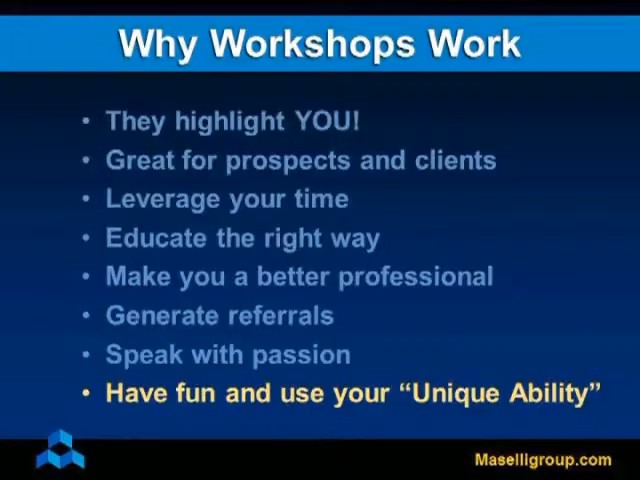 Why Workshops Work
• They highlight YOU!
• Great for prospects and clients
• Leverage your time
• Educate the right way
• Make you a better professional
• Generate referrals
• Speak with passion
• Have fun and use your “Unique Ability”
Maselligroup.com